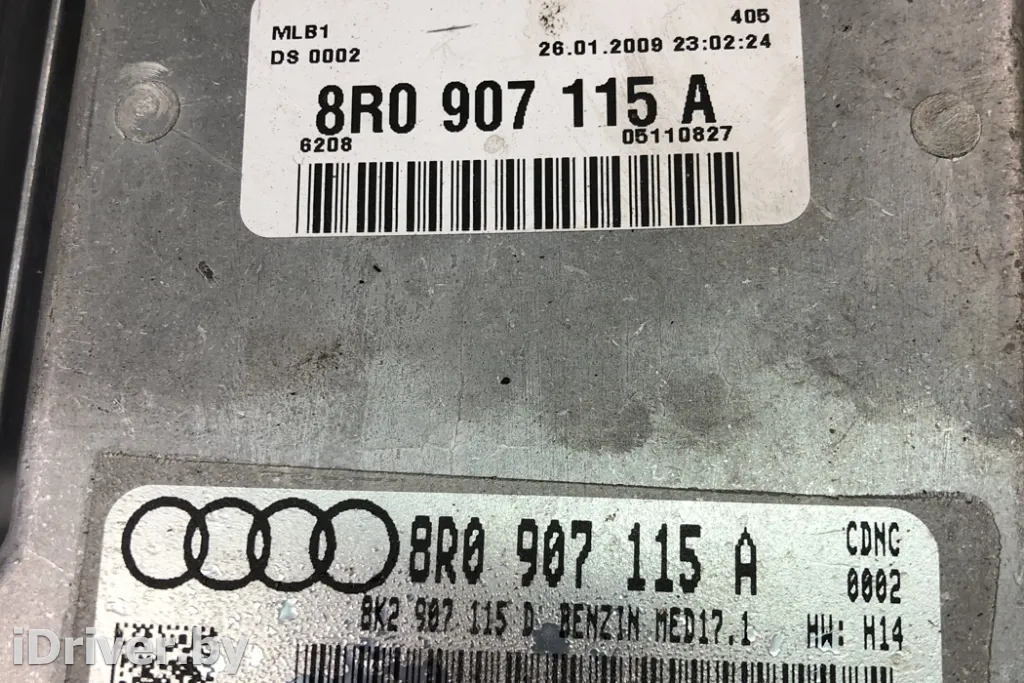 MLB1 405
DS 0002 26.01.2009 23:02:24
8R0 907 115 A
6208 05110827
8R0 907 115 A CDNC
0002
8K2 907 115 D BENZIN MED17.1 HW: H14
iDriver.by